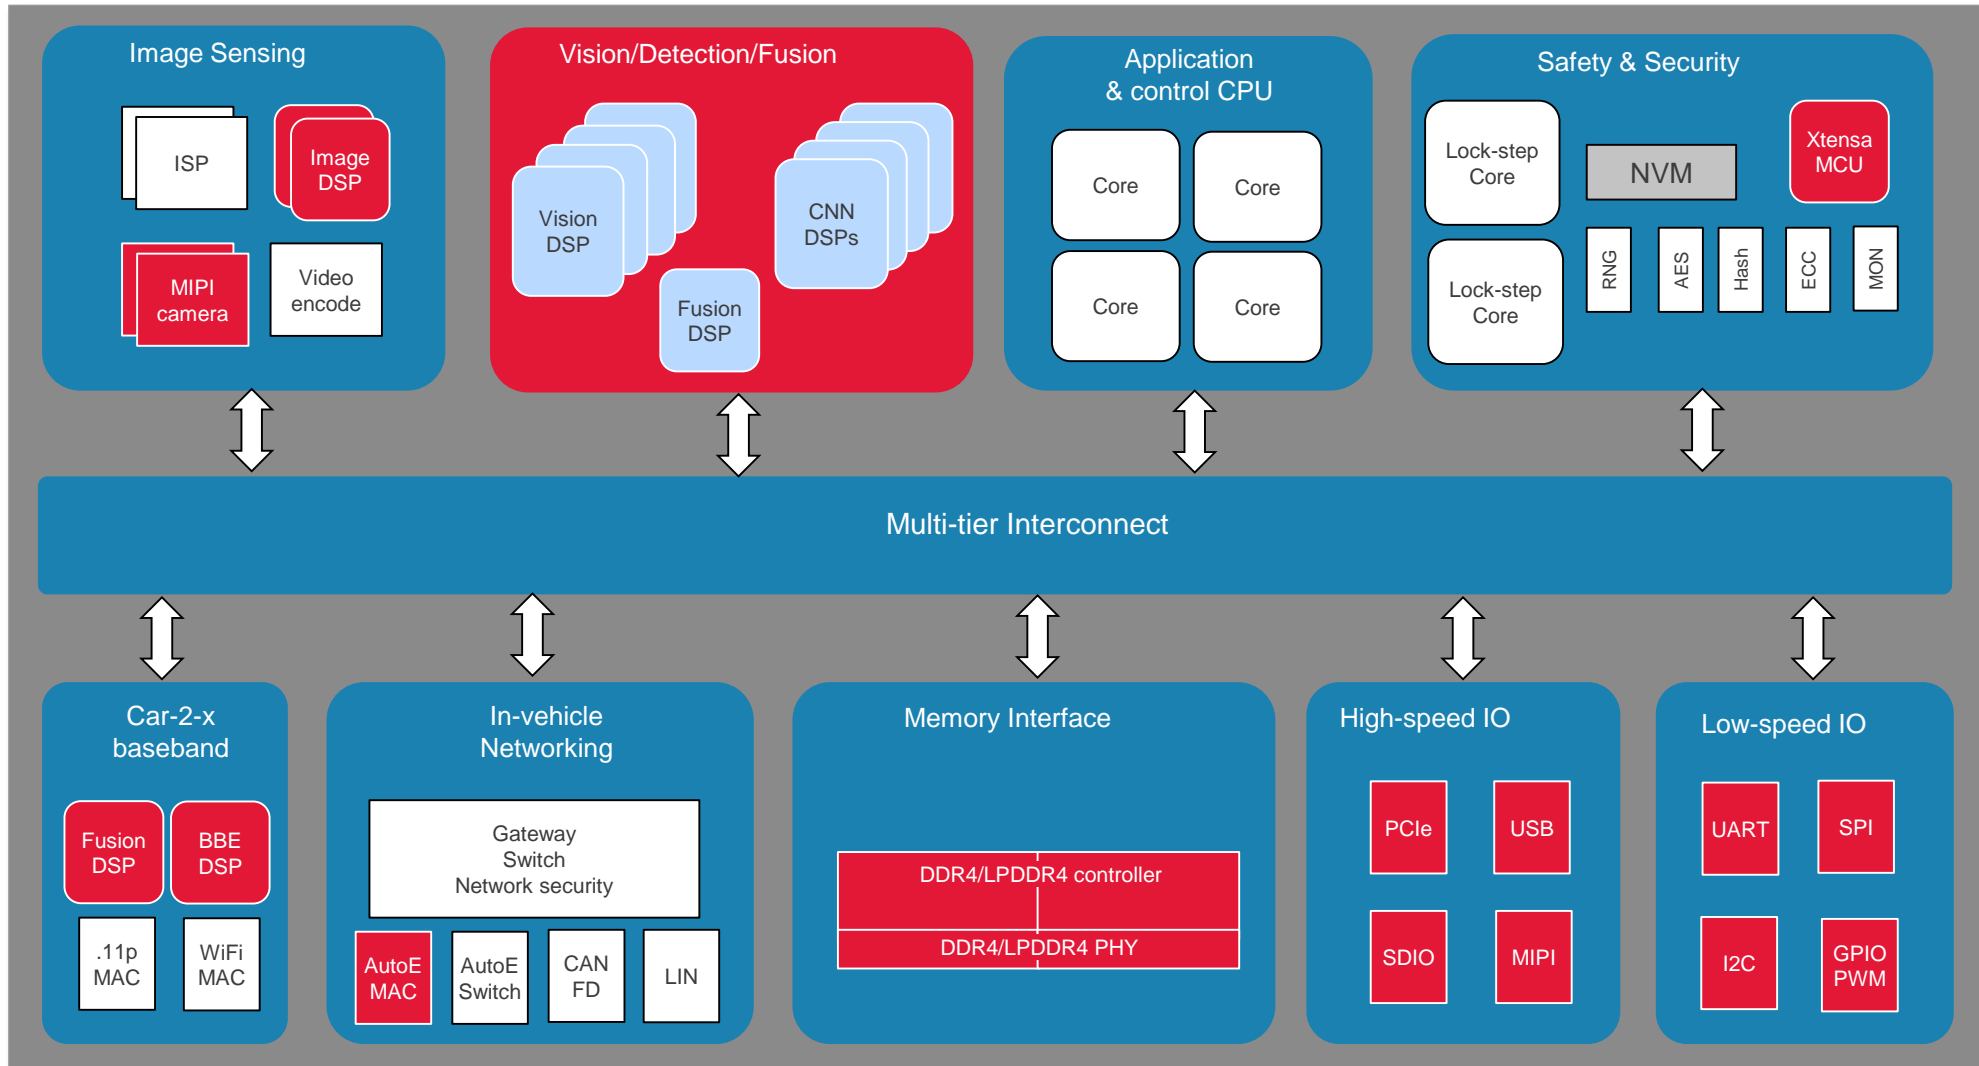 Image Sensing
ISP
Image
DSP
MIPI
camera
Video
encode
Vision/Detection/Fusion
Vision
DSP
CNN
DSPs
Fusion
DSP
Application
& control CPU
Core
Core
Core
Core
Safety & Security
Lock-step
Core
NVM
Xtensa
MCU
Lock-step
Core
RNG
AES
Hash
ECC
MON
Multi-tier Interconnect
Car-2-x
baseband
Fusion
DSP
BBE
DSP
.11p
MAC
WiFi
MAC
In-vehicle
Networking
Gateway
Switch
Network security
AutoE
MAC
AutoE
Switch
CAN
FD
LIN
Memory Interface
DDR4/LPDDR4 controller
DDR4/LPDDR4 PHY
High-speed IO
PCIe
USB
SDIO
MIPI
Low-speed IO
UART
SPI
I2C
GPIO
PWM